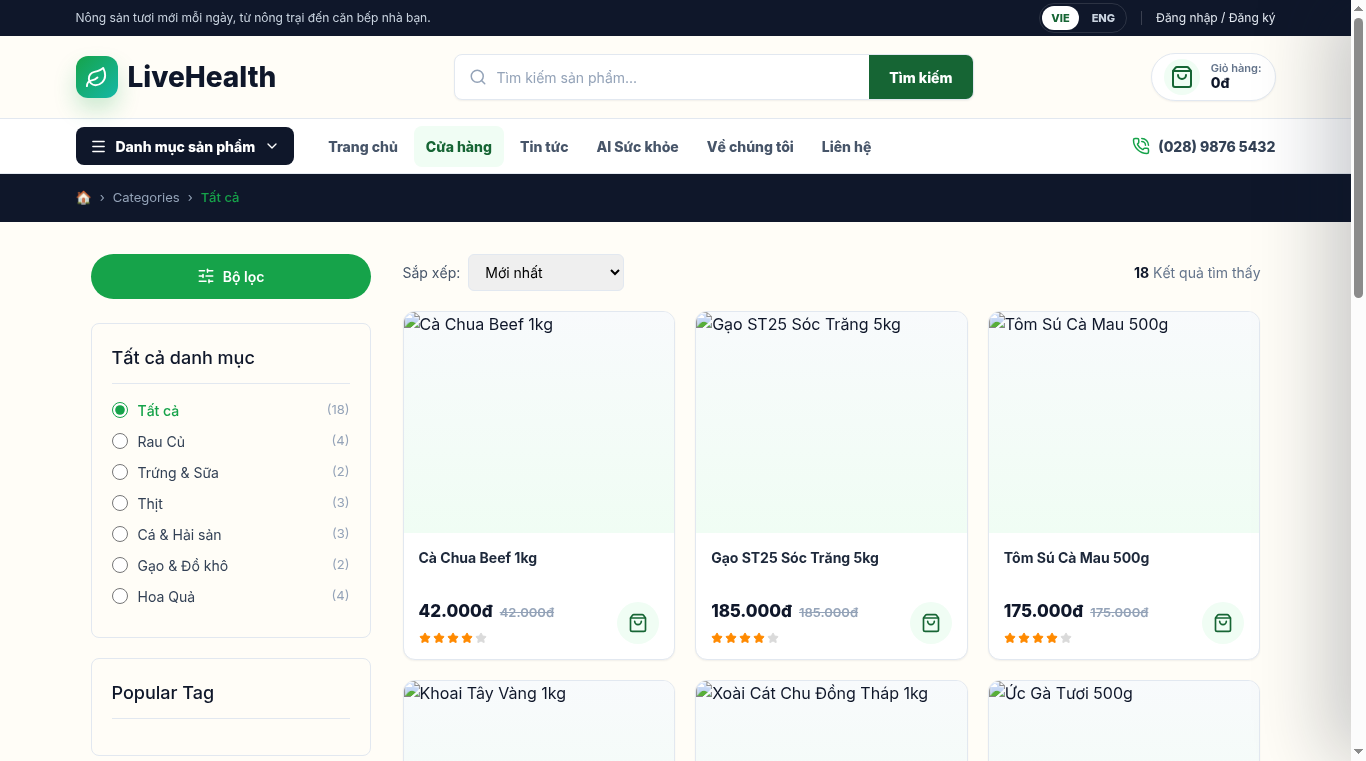 Nông sản tươi mới mỗi ngày, từ nông trại đến căn bếp nhà bạn.
VIE ENG Đăng nhập / Đăng ký
LiveHealth
Tìm kiếm sản phẩm...
Tìm kiếm
Giỏ hàng:
0đ
Danh mục sản phẩm
Trang chủ Cửa hàng Tin tức AI Sức khỏe Về chúng tôi Liên hệ
(028) 9876 5432
› Categories › Tất cả
Bộ lọc
Tất cả danh mục
Tất cả (18)
Rau Củ (4)
Trứng & Sữa (2)
Thịt (3)
Cá & Hải sản (3)
Gạo & Đồ khô (2)
Hoa Quả (4)
Popular Tag
Sắp xếp: Mới nhất
18 Kết quả tìm thấy
Cà Chua Beef 1kg
Gạo ST25 Sóc Trăng 5kg
Tôm Sú Cà Mau 500g
Cà Chua Beef 1kg
Gạo ST25 Sóc Trăng 5kg
Tôm Sú Cà Mau 500g
42.000đ 42.000đ
185.000đ 185.000đ
175.000đ 175.000đ
Khoai Tây Vàng 1kg
Xoài Cát Chu Đồng Tháp 1kg
Ức Gà Tươi 500g